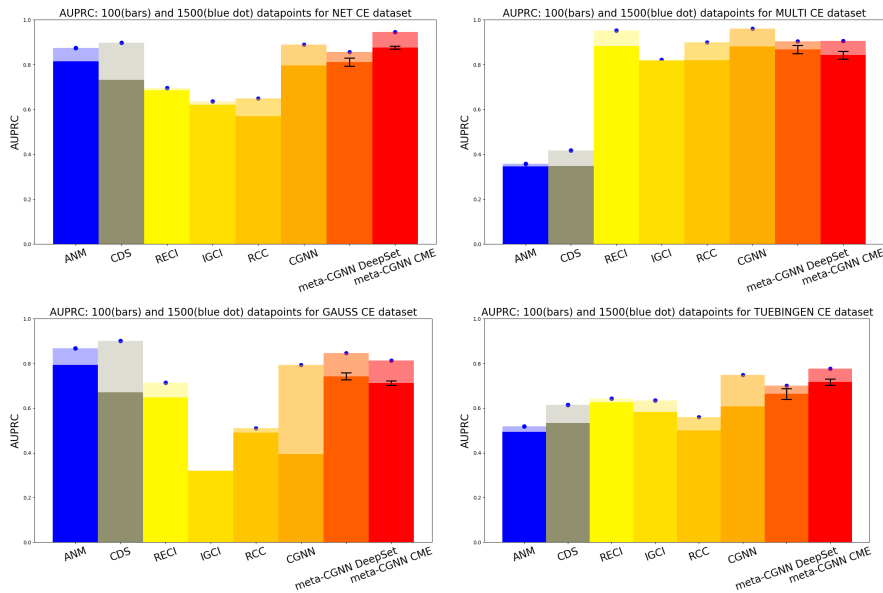 AUPRC: 100(bars) and 1500(blue dot) datapoints for NET CE dataset
1.0
0.8
0.6
0.4
0.2
0.0
AUPRC
ANM
CDS
RECI
IGCI
RCC
CGNN
meta-CGNN DeepSet
meta-CGNN CME
AUPRC: 100(bars) and 1500(blue dot) datapoints for MULTI CE dataset
1.0
0.8
0.6
0.4
0.2
0.0
AUPRC
ANM
CDS
RECI
IGCI
RCC
CGNN
meta-CGNN DeepSet
meta-CGNN CME
AUPRC: 100(bars) and 1500(blue dot) datapoints for GAUSS CE dataset
1.0
0.8
0.6
0.4
0.2
0.0
AUPRC
ANM
CDS
RECI
IGCI
RCC
CGNN
meta-CGNN DeepSet
meta-CGNN CME
AUPRC: 100(bars) and 1500(blue dot) datapoints for TUEBINGEN CE dataset
1.0
0.8
0.6
0.4
0.2
0.0
AUPRC
ANM
CDS
RECI
IGCI
RCC
CGNN
meta-CGNN DeepSet
meta-CGNN CME